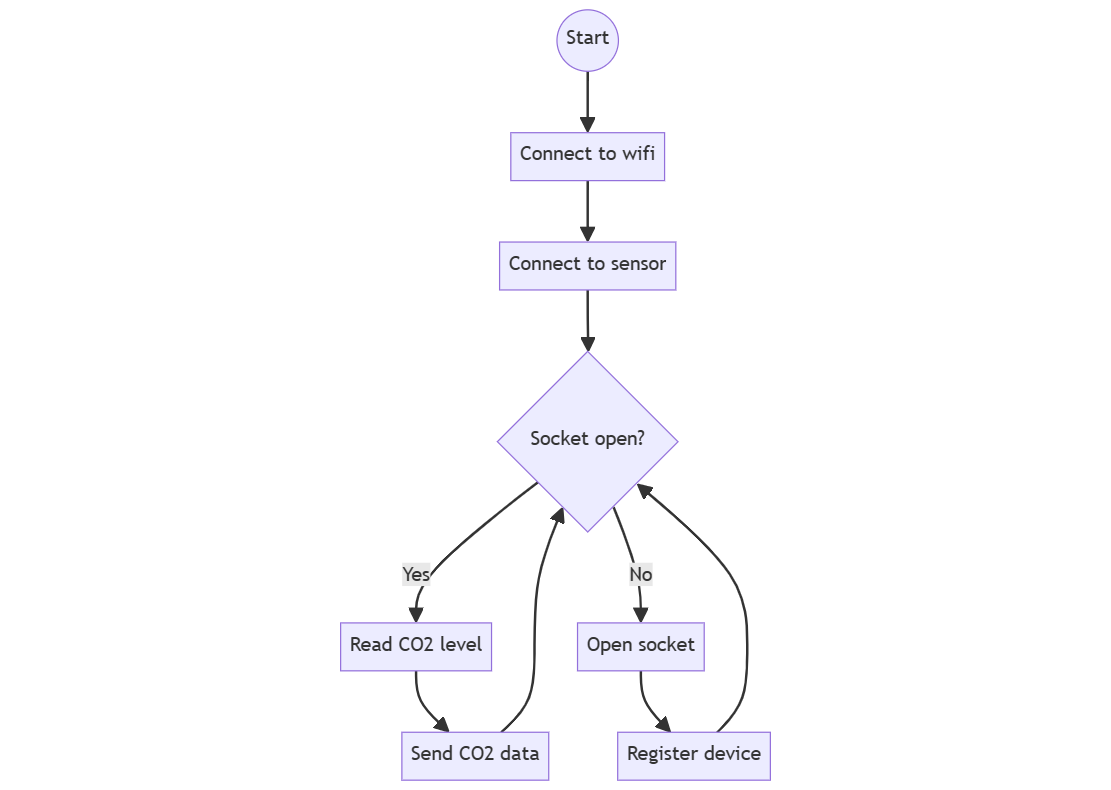 Start
Connect to wifi
Connect to sensor
Socket open?
Yes
No
Read CO2 level
Open socket
Send CO2 data
Register device